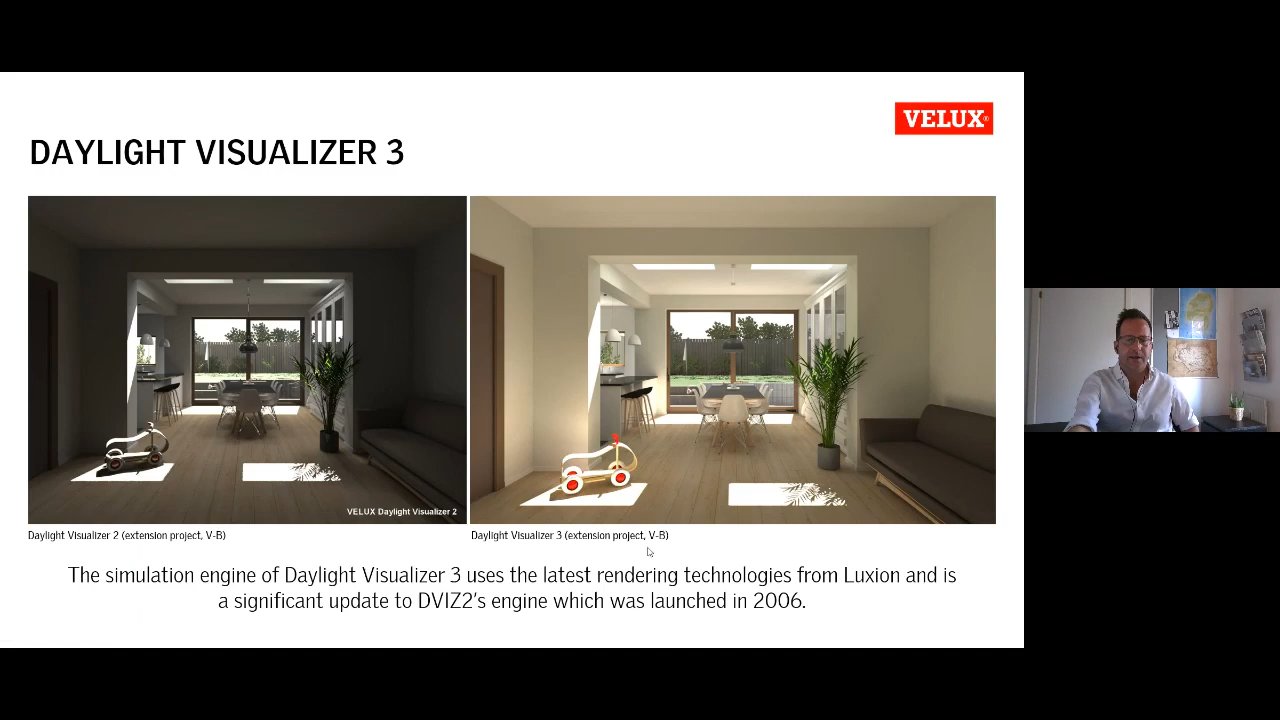 VELUX®
DAYLIGHT VISUALIZER 3
VELUX Daylight Visualizer 2
Daylight Visualizer 2 (extension project, V-B)
Daylight Visualizer 3 (extension project, V-B)
The simulation engine of Daylight Visualizer 3 uses the latest rendering technologies from Luxion and is
a significant update to DVIZ2's engine which was launched in 2006.